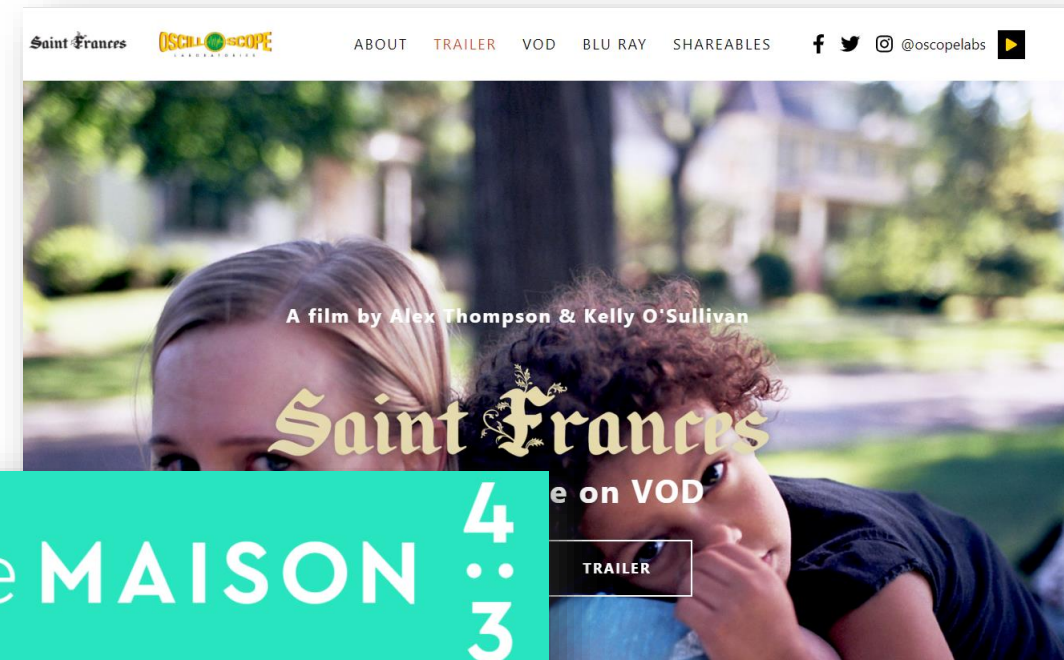 Saint Frances
OSCILLOSCOPE
LABORATORIES
ABOUT TRAILER VOD BLU RAY SHAREABLES @oscopelabs
A film by Alex Thompson & Kelly O'Sullivan
Saint Frances
e on VOD
TRAILER
e MAISON 4:3